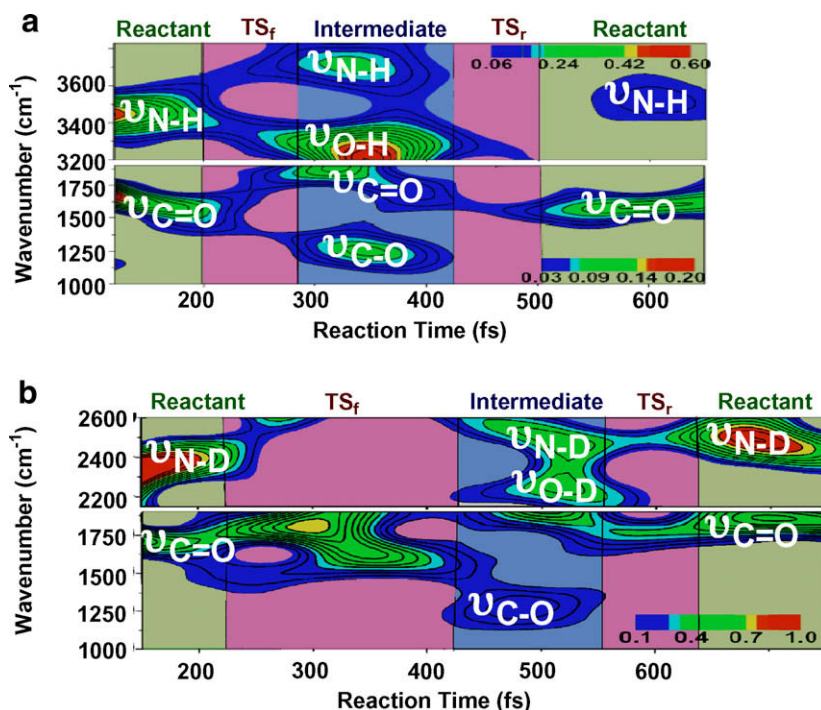 a
Reactant TSf Intermediate TSr Reactant
0.06 0.24 0.42 0.60
3800
3600
3400
3200
υN-H υN-H υN-H
υO-H
1750
1500
1250
1000
υC=O υC=O υC=O
υC-O
0.03 0.09 0.14 0.20
Wavenumber (cm-1)
200 300 400 500 600
Reaction Time (fs)
b
Reactant TSf Intermediate TSr Reactant
2600
2400
2200
υN-D υN-D υN-D
υO-D
1750
1500
1250
1000
υC=O υC=O
υC-O
0.1 0.4 0.7 1.0
Wavenumber (cm-1)
200 300 400 500 600
Reaction Time (fs)